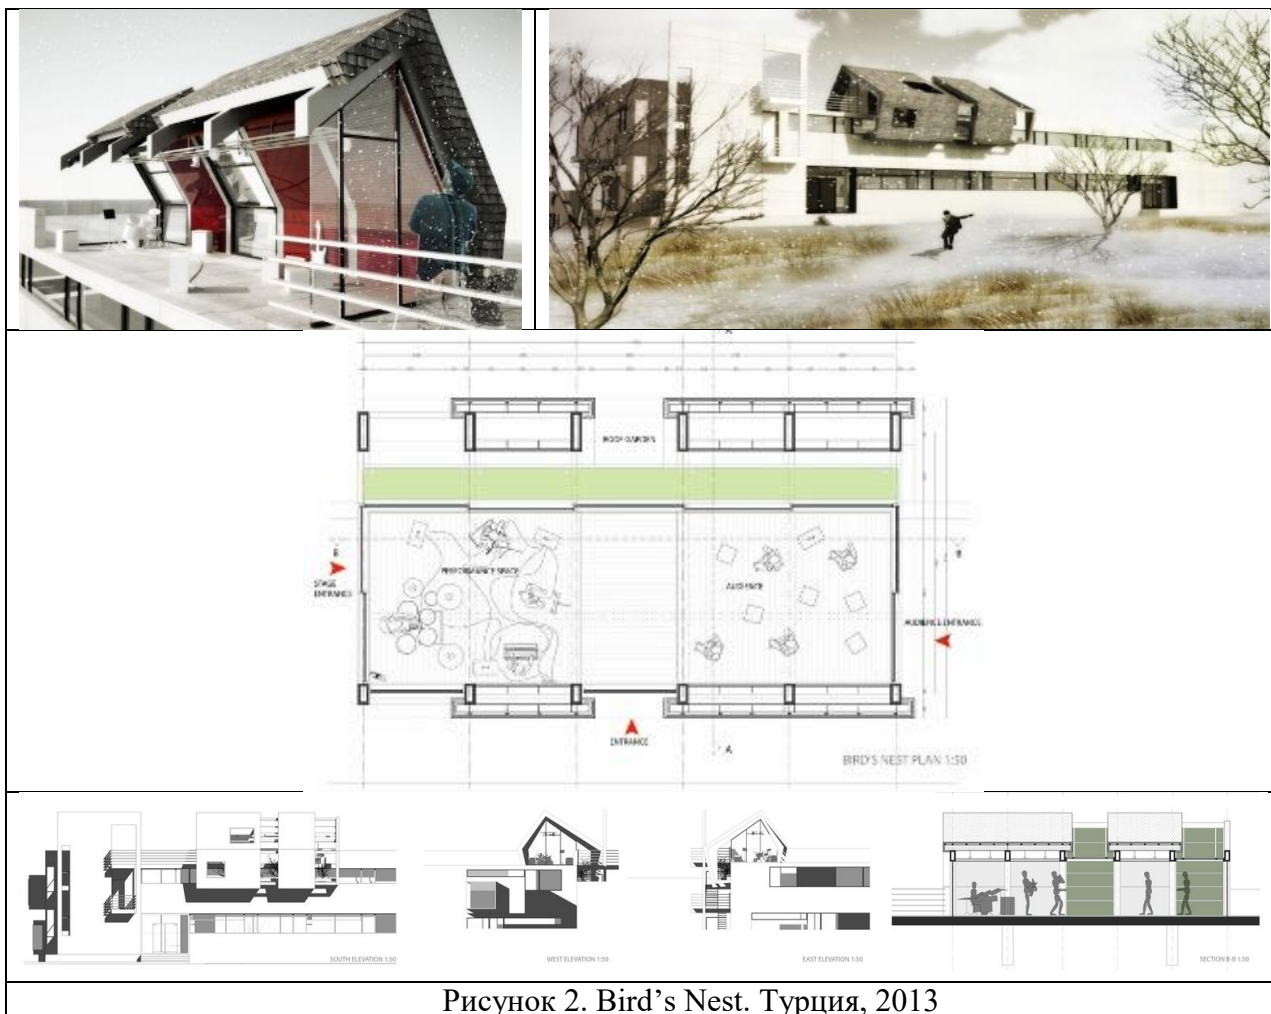 ROOF GARDEN
PERFORMANCE SPACE
AUDIENCE
B
B
STAGE
ENTRANCE
AUDIENCE ENTRANCE
ENTRANCE
A
BIRD'S NEST PLAN 1:50
SOUTH ELEVATION 1:50
WEST ELEVATION 1:50
EAST ELEVATION 1:50
SECTION B-B 1:50
Рисунок 2. Bird’s Nest. Турция, 2013